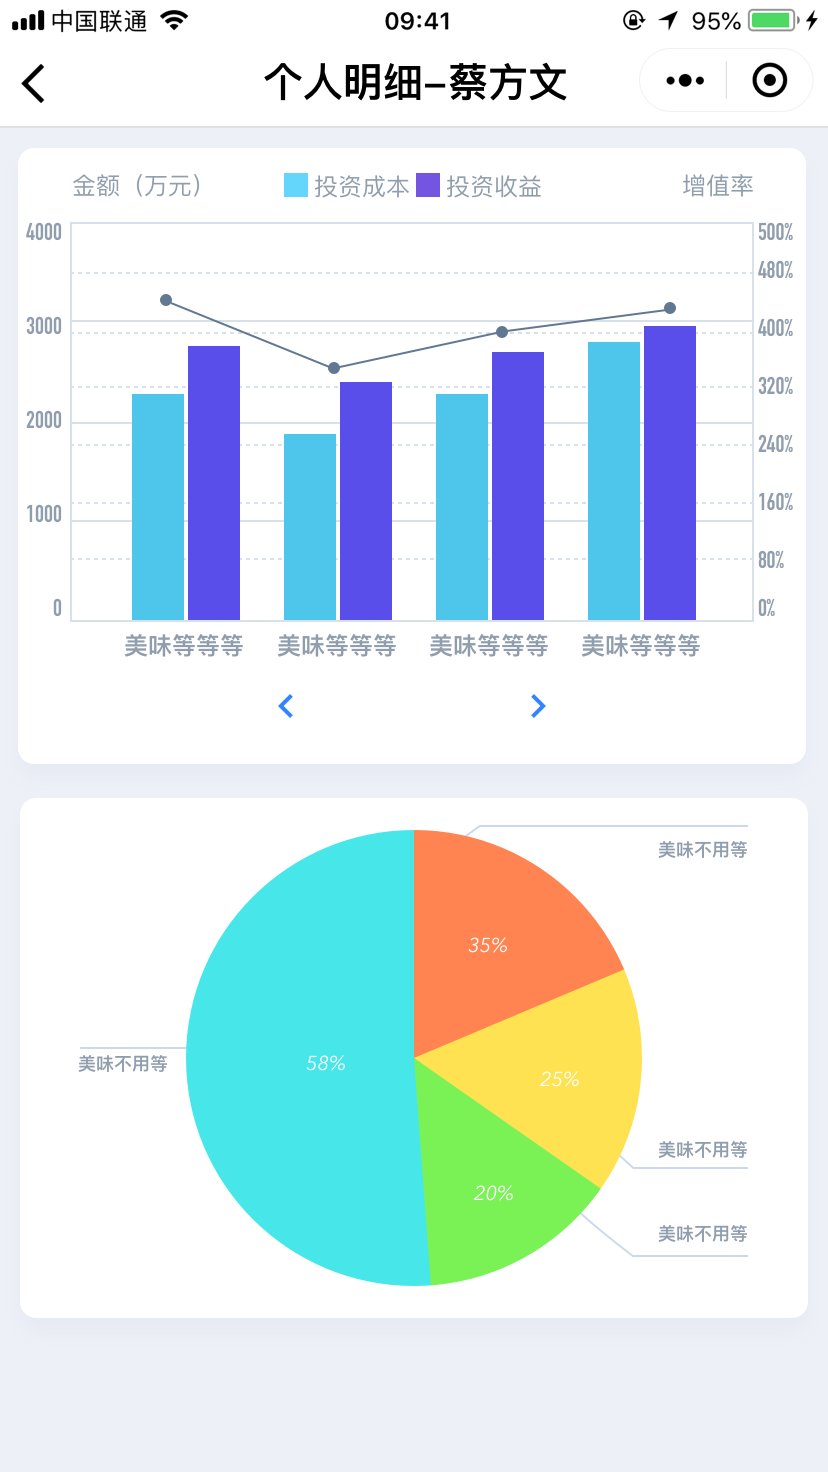 中国联通 09:41 95%
个人明细–蔡方文
金额（万元） 投资成本 投资收益 增值率
4000 500%
480%
3000 400%
320%
2000 240%
1000 160%
80%
0 0%
美味等等等 美味等等等 美味等等等 美味等等等
美味不用等
35%
58%
美味不用等
25%
美味不用等
20%
美味不用等